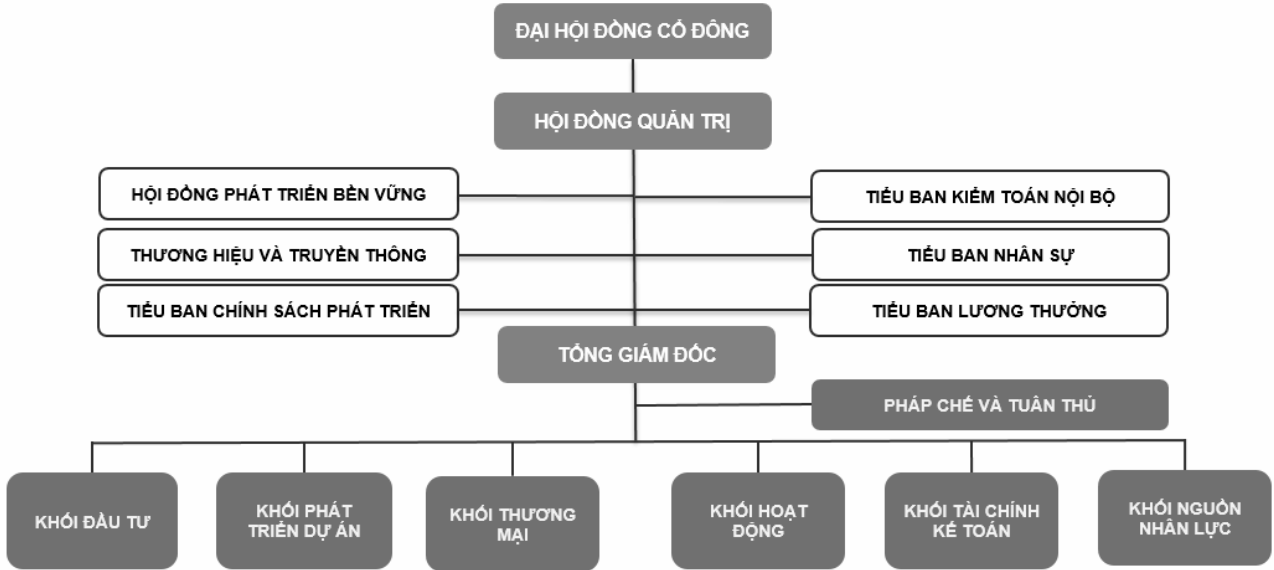 ĐẠI HỘI ĐỒNG CỔ ĐÔNG
HỘI ĐỒNG QUẢN TRỊ
HỘI ĐỒNG PHÁT TRIỂN BỀN VỮNG
TIỂU BAN KIỂM TOÁN NỘI BỘ
THƯƠNG HIỆU VÀ TRUYỀN THÔNG
TIỂU BAN NHÂN SỰ
TIỂU BAN CHÍNH SÁCH PHÁT TRIỂN
TIỂU BAN LƯƠNG THƯỞNG
TỔNG GIÁM ĐỐC
PHÁP CHẾ VÀ TUÂN THỦ
KHỐI ĐẦU TƯ
KHỐI PHÁT
TRIỂN DỰ ÁN
KHỐI THƯƠNG
MẠI
KHỐI HOẠT
ĐỘNG
KHỐI TÀI CHÍNH
KẾ TOÁN
KHỐI NGUỒN
NHÂN LỰC